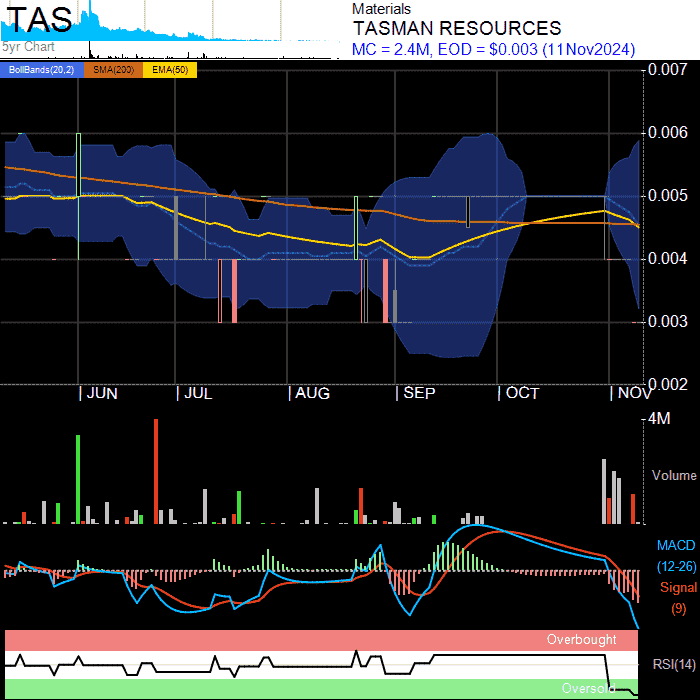 TAS
5yr Chart
Materials
TASMAN RESOURCES
MC = 2.4M, EOD = $0.003 (11Nov2024)
BollBands(20,2) SMA(200) EMA(50)
0.007
0.006
0.005
0.004
0.003
0.002
JUN JUL AUG SEP OCT NOV
4M
Volume
MACD
(12-26)
Signal
(9)
Overbought
RSI(14)
Oversold